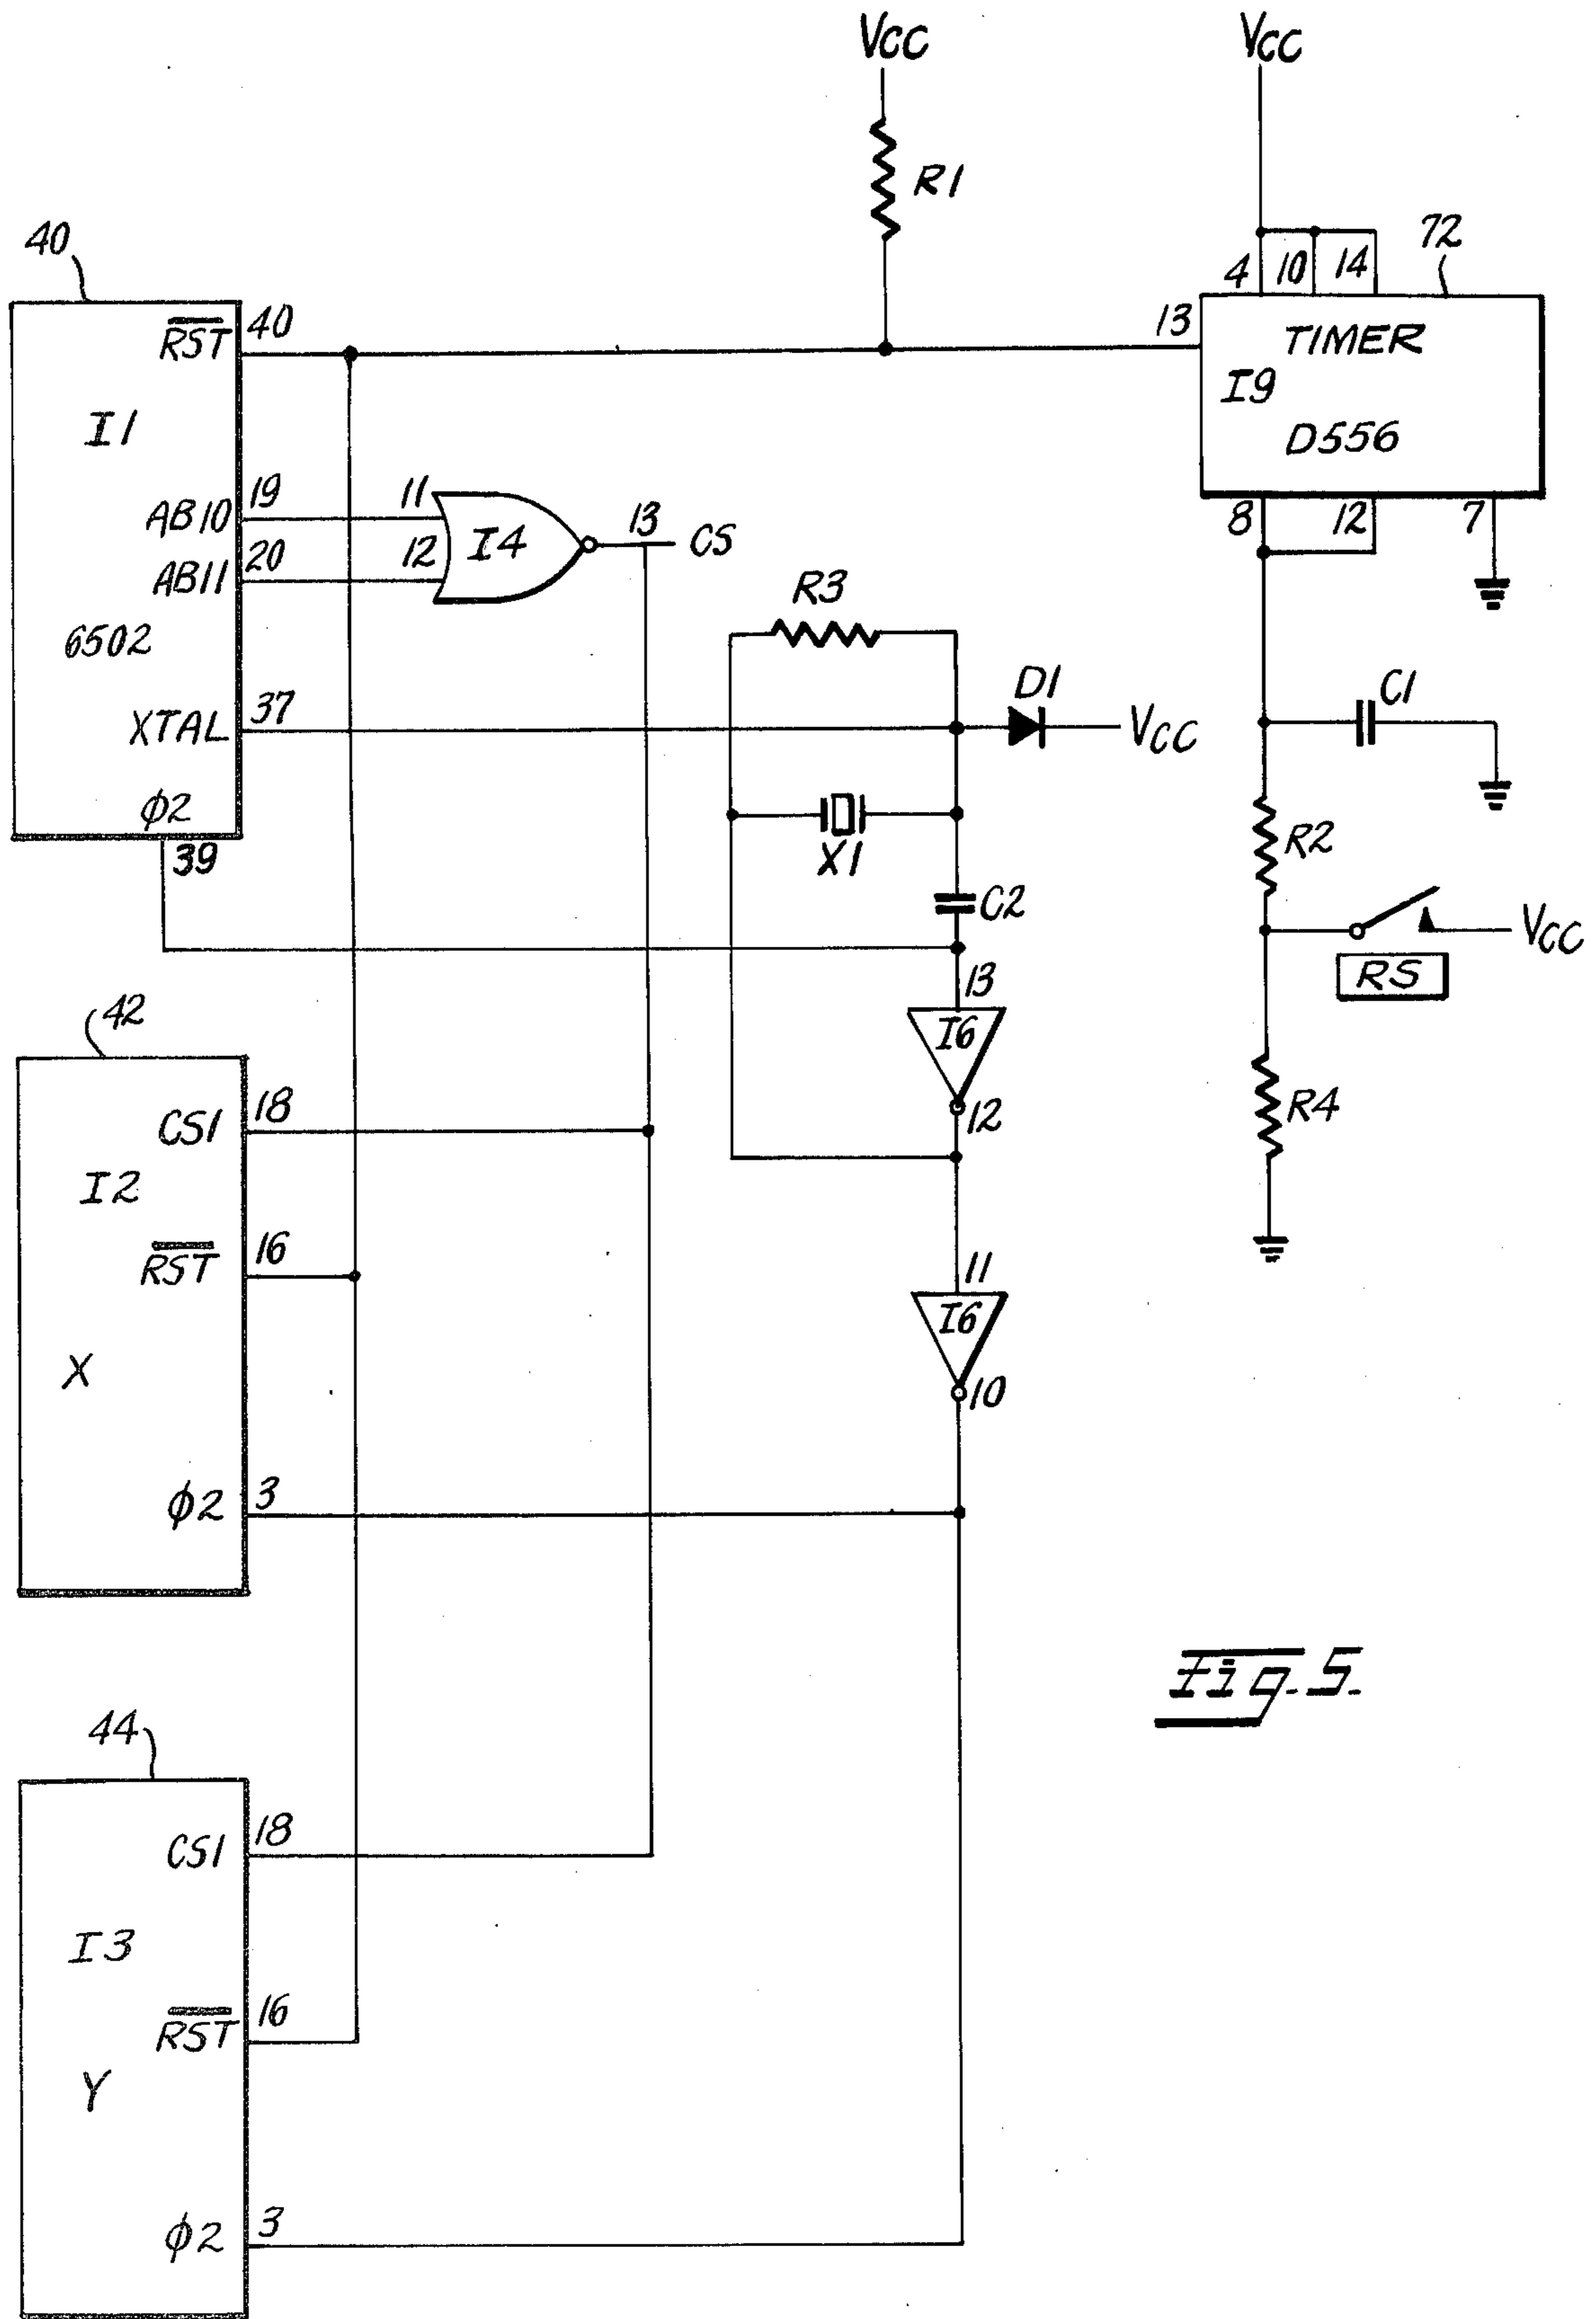 VCC
VCC
R1
40
4
10
14
72
RST
40
13
TIMER
I9
D556
I1
AB10
19
11
I4
13
CS
8
12
7
AB11
20
12
6502
R3
XTAL
37
D1
VCC
C1
φ2
39
X1
R2
C2
VCC
RS
13
42
I6
12
CS1
18
R4
I2
RST
16
11
I6
X
10
φ2
3
Fig. 5.
44
CS1
18
I3
RST
16
Y
φ2
3